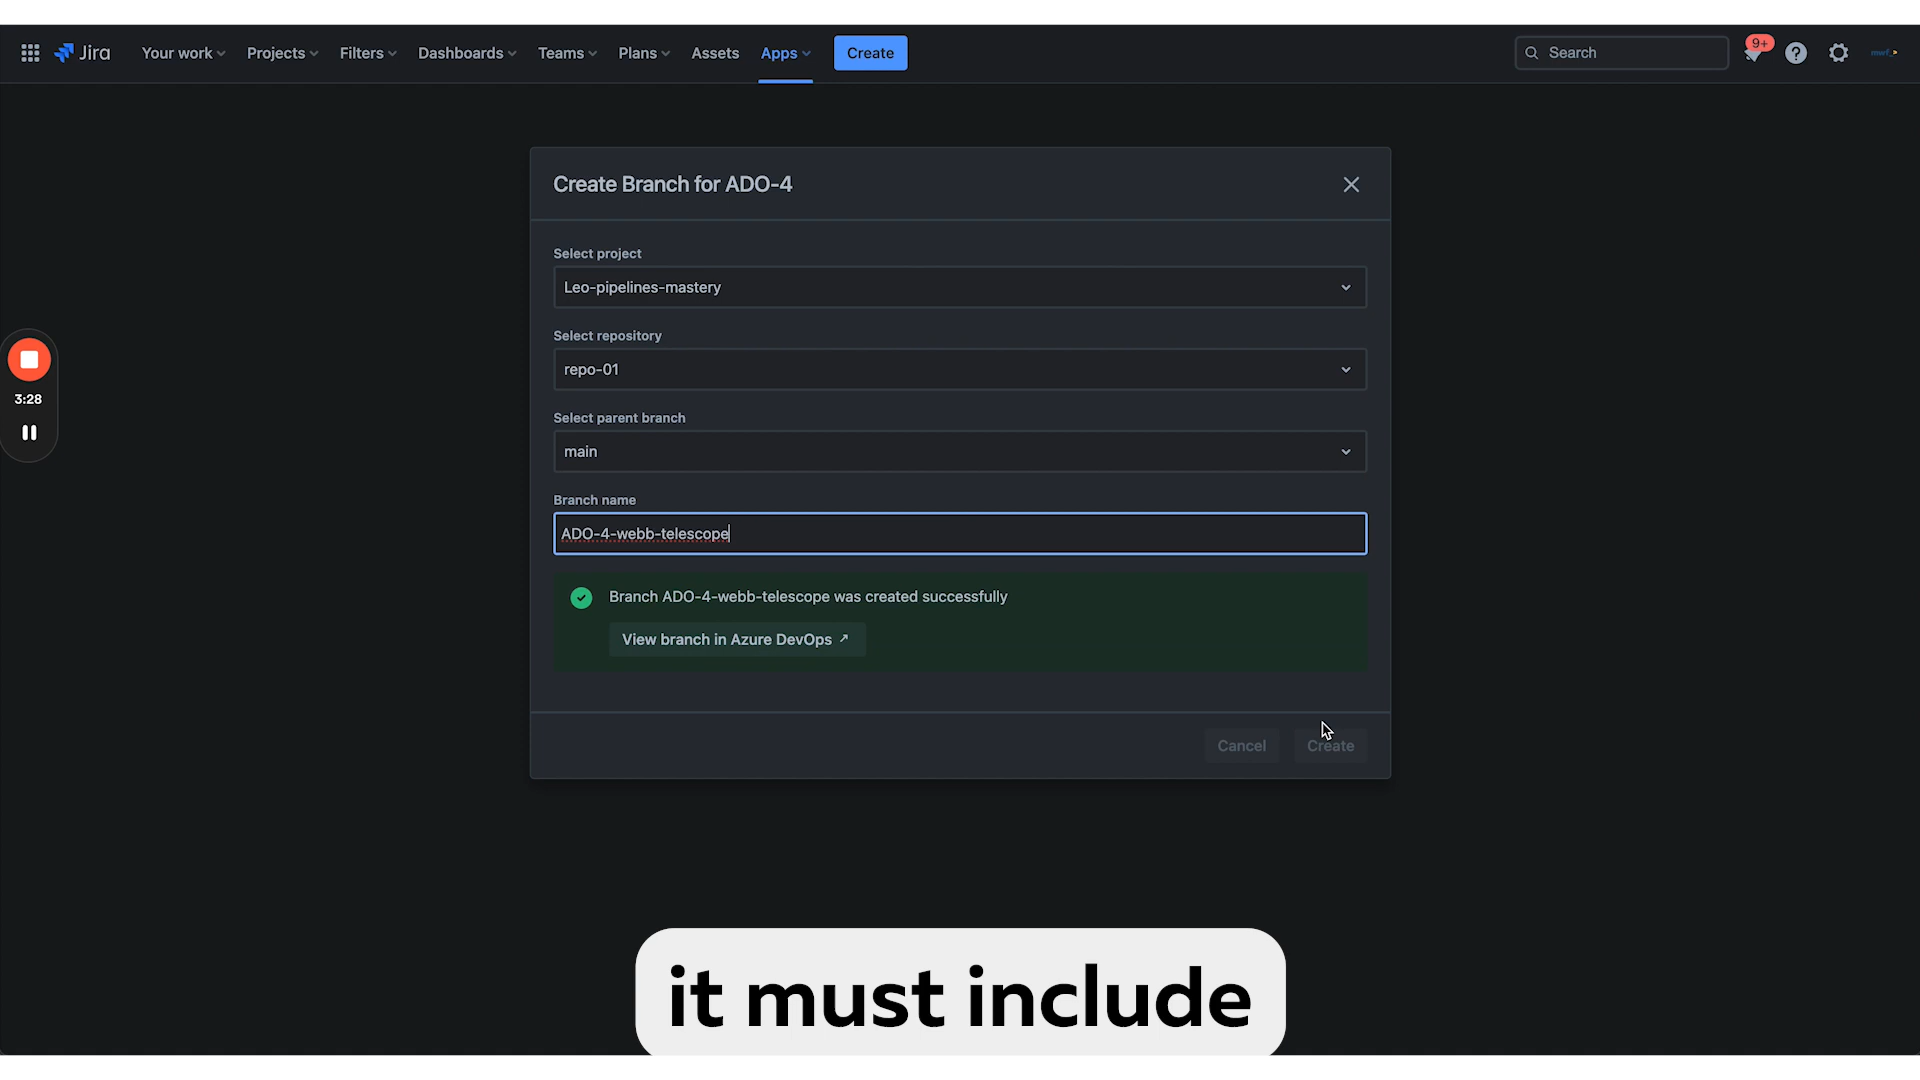 Jira Your work Projects Filters Dashboards Teams Plans Assets Apps Create Search 9+
Create Branch for ADO-4
Select project
Leo-pipelines-mastery
Select repository
repo-01
3:28
Select parent branch
main
Branch name
ADO-4-webb-telescope
Branch ADO-4-webb-telescope was created successfully
View branch in Azure DevOps ↗
Cancel Create
it must include